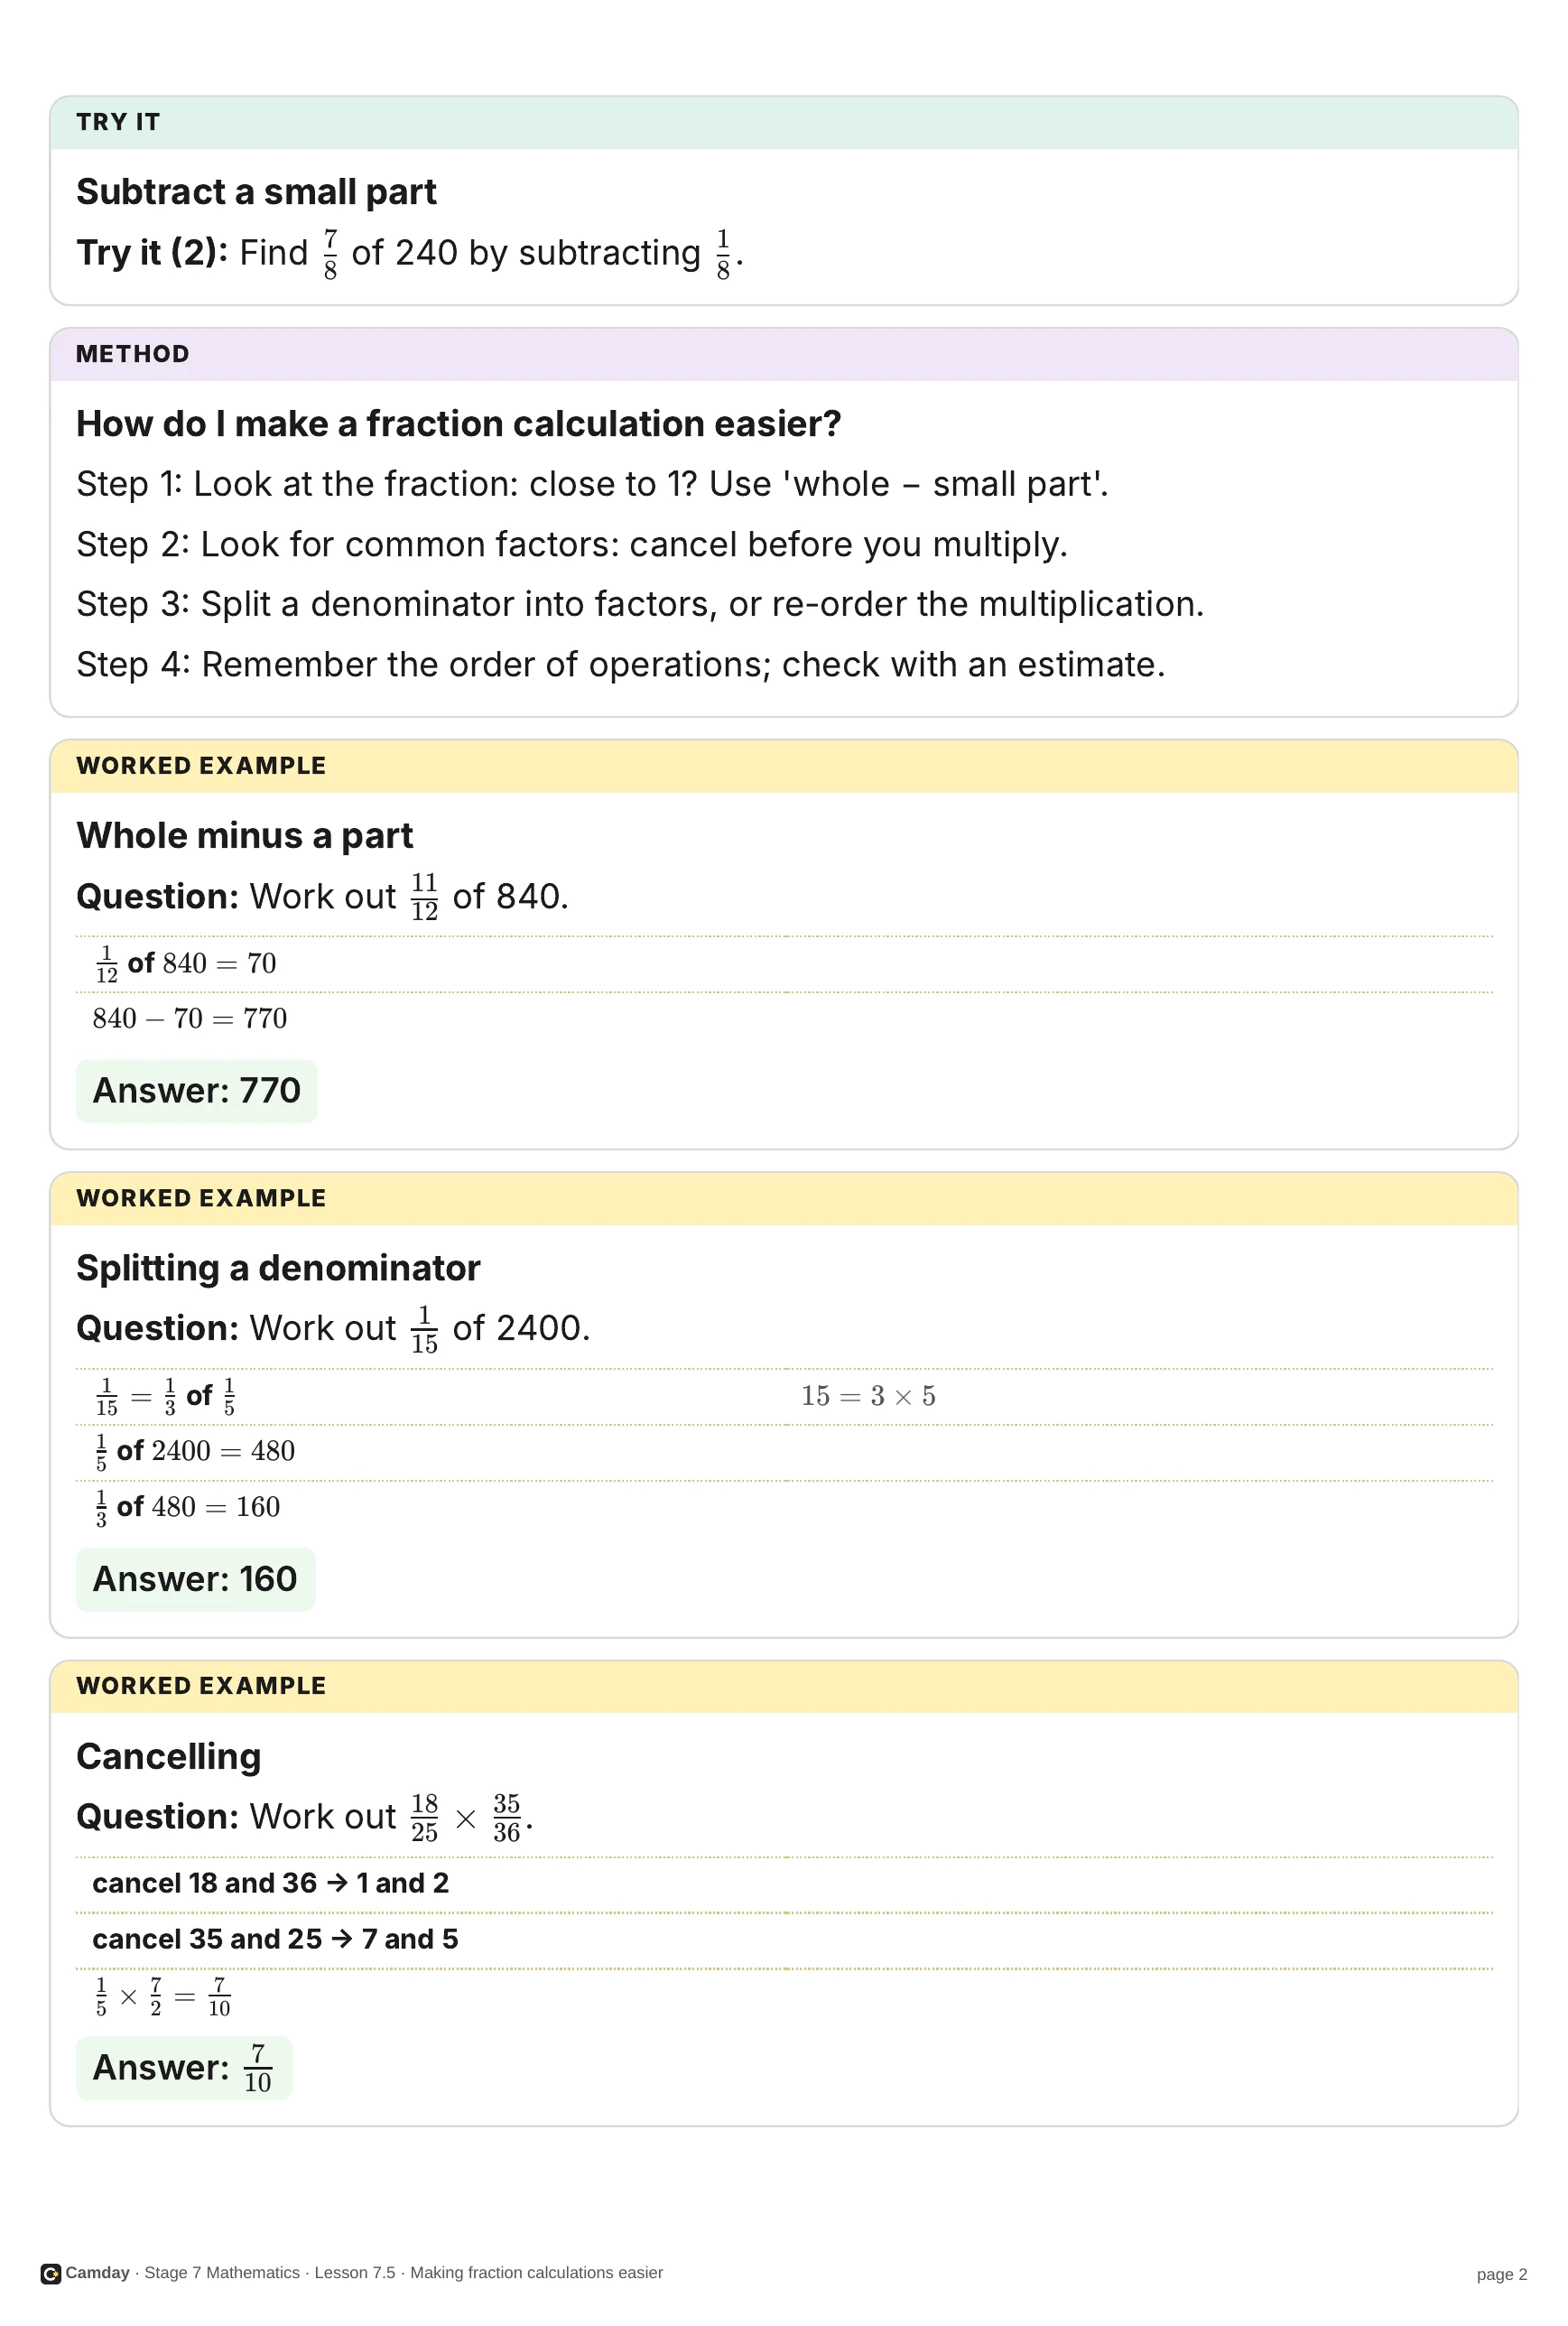 TRY IT
Subtract a small part
Try it (2): Find 7/8 of 240 by subtracting 1/8.
METHOD
How do I make a fraction calculation easier?
Step 1: Look at the fraction: close to 1? Use 'whole − small part'.
Step 2: Look for common factors: cancel before you multiply.
Step 3: Split a denominator into factors, or re-order the multiplication.
Step 4: Remember the order of operations; check with an estimate.
WORKED EXAMPLE
Whole minus a part
Question: Work out 11/12 of 840.
1/12 of 840 = 70
840 − 70 = 770
Answer: 770
WORKED EXAMPLE
Splitting a denominator
Question: Work out 1/15 of 2400.
1/15 = 1/3 of 1/5 15 = 3 × 5
1/5 of 2400 = 480
1/3 of 480 = 160
Answer: 160
WORKED EXAMPLE
Cancelling
Question: Work out 18/25 × 35/36.
cancel 18 and 36 → 1 and 2
cancel 35 and 25 → 7 and 5
1/5 × 7/2 = 7/10
Answer: 7/10
Camday · Stage 7 Mathematics · Lesson 7.5 · Making fraction calculations easier page 2